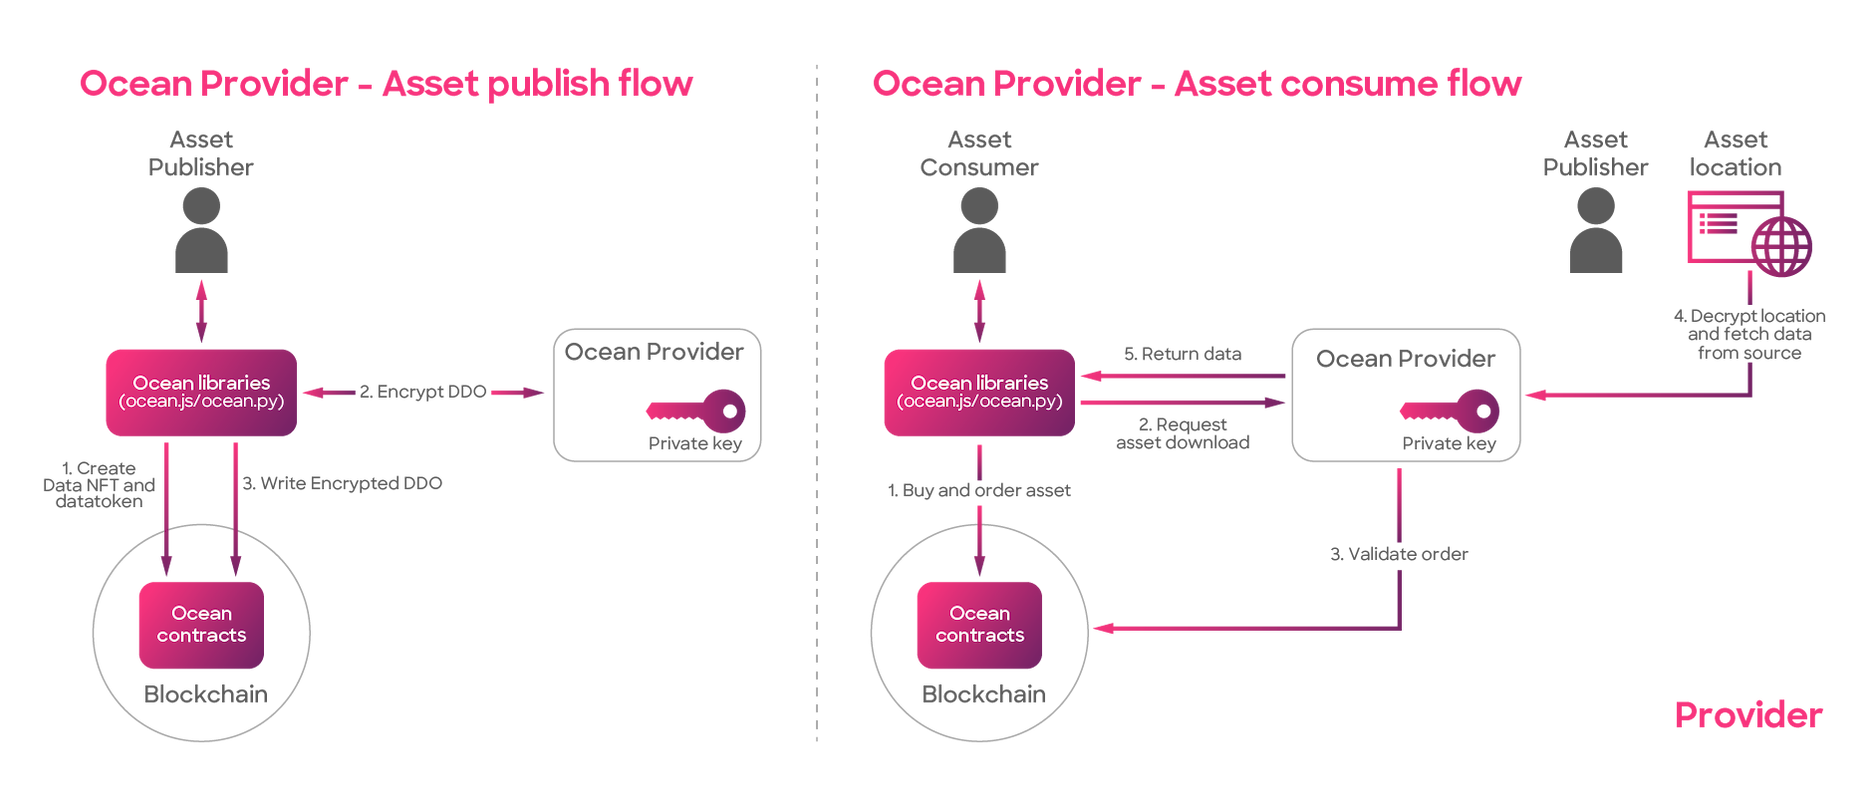 Ocean Provider - Asset publish flow
Asset
Publisher
Ocean libraries
(ocean.js/ocean.py)
2. Encrypt DDO
Ocean Provider
Private key
1. Create
Data NFT and
datatoken
3. Write Encrypted DDO
Ocean
contracts
Blockchain
Ocean Provider - Asset consume flow
Asset
Consumer
Asset
Publisher
Asset
location
4. Decrypt location
and fetch data
from source
Ocean libraries
(ocean.js/ocean.py)
5. Return data
2. Request
asset download
Ocean Provider
Private key
1. Buy and order asset
3. Validate order
Ocean
contracts
Blockchain
Provider